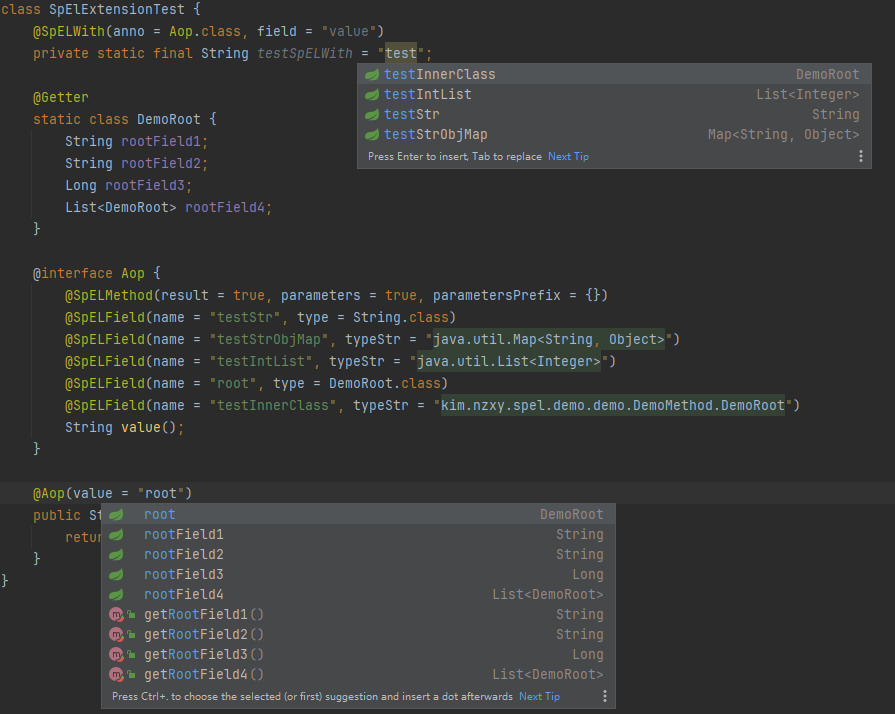 class SpElExtensionTest {
@SpELWith(anno = Aop.class, field = "value")
private static final String testSpELWith = "test";
testInnerClass DemoRoot
testIntList List<Integer>
testStr String
testStrObjMap Map<String, Object>
Press Enter to insert, Tab to replace Next Tip
@Getter
static class DemoRoot {
String rootField1;
String rootField2;
Long rootField3;
List<DemoRoot> rootField4;
}
@interface Aop {
@SpELMethod(result = true, parameters = true, parametersPrefix = {})
@SpELField(name = "testStr", type = String.class)
@SpELField(name = "testStrObjMap", typeStr = "java.util.Map<String, Object>")
@SpELField(name = "testIntList", typeStr = "java.util.List<Integer>")
@SpELField(name = "root", type = DemoRoot.class)
@SpELField(name = "testInnerClass", typeStr = "kim.nzxy.spel.demo.demo.DemoMethod.DemoRoot")
String value();
}
@Aop(value = "root")
public St
retur
}
}
root DemoRoot
rootField1 String
rootField2 String
rootField3 Long
rootField4 List<DemoRoot>
getRootField1() String
getRootField2() String
getRootField3() Long
getRootField4() List<DemoRoot>
Press Ctrl+. to choose the selected (or first) suggestion and insert a dot afterwards Next Tip